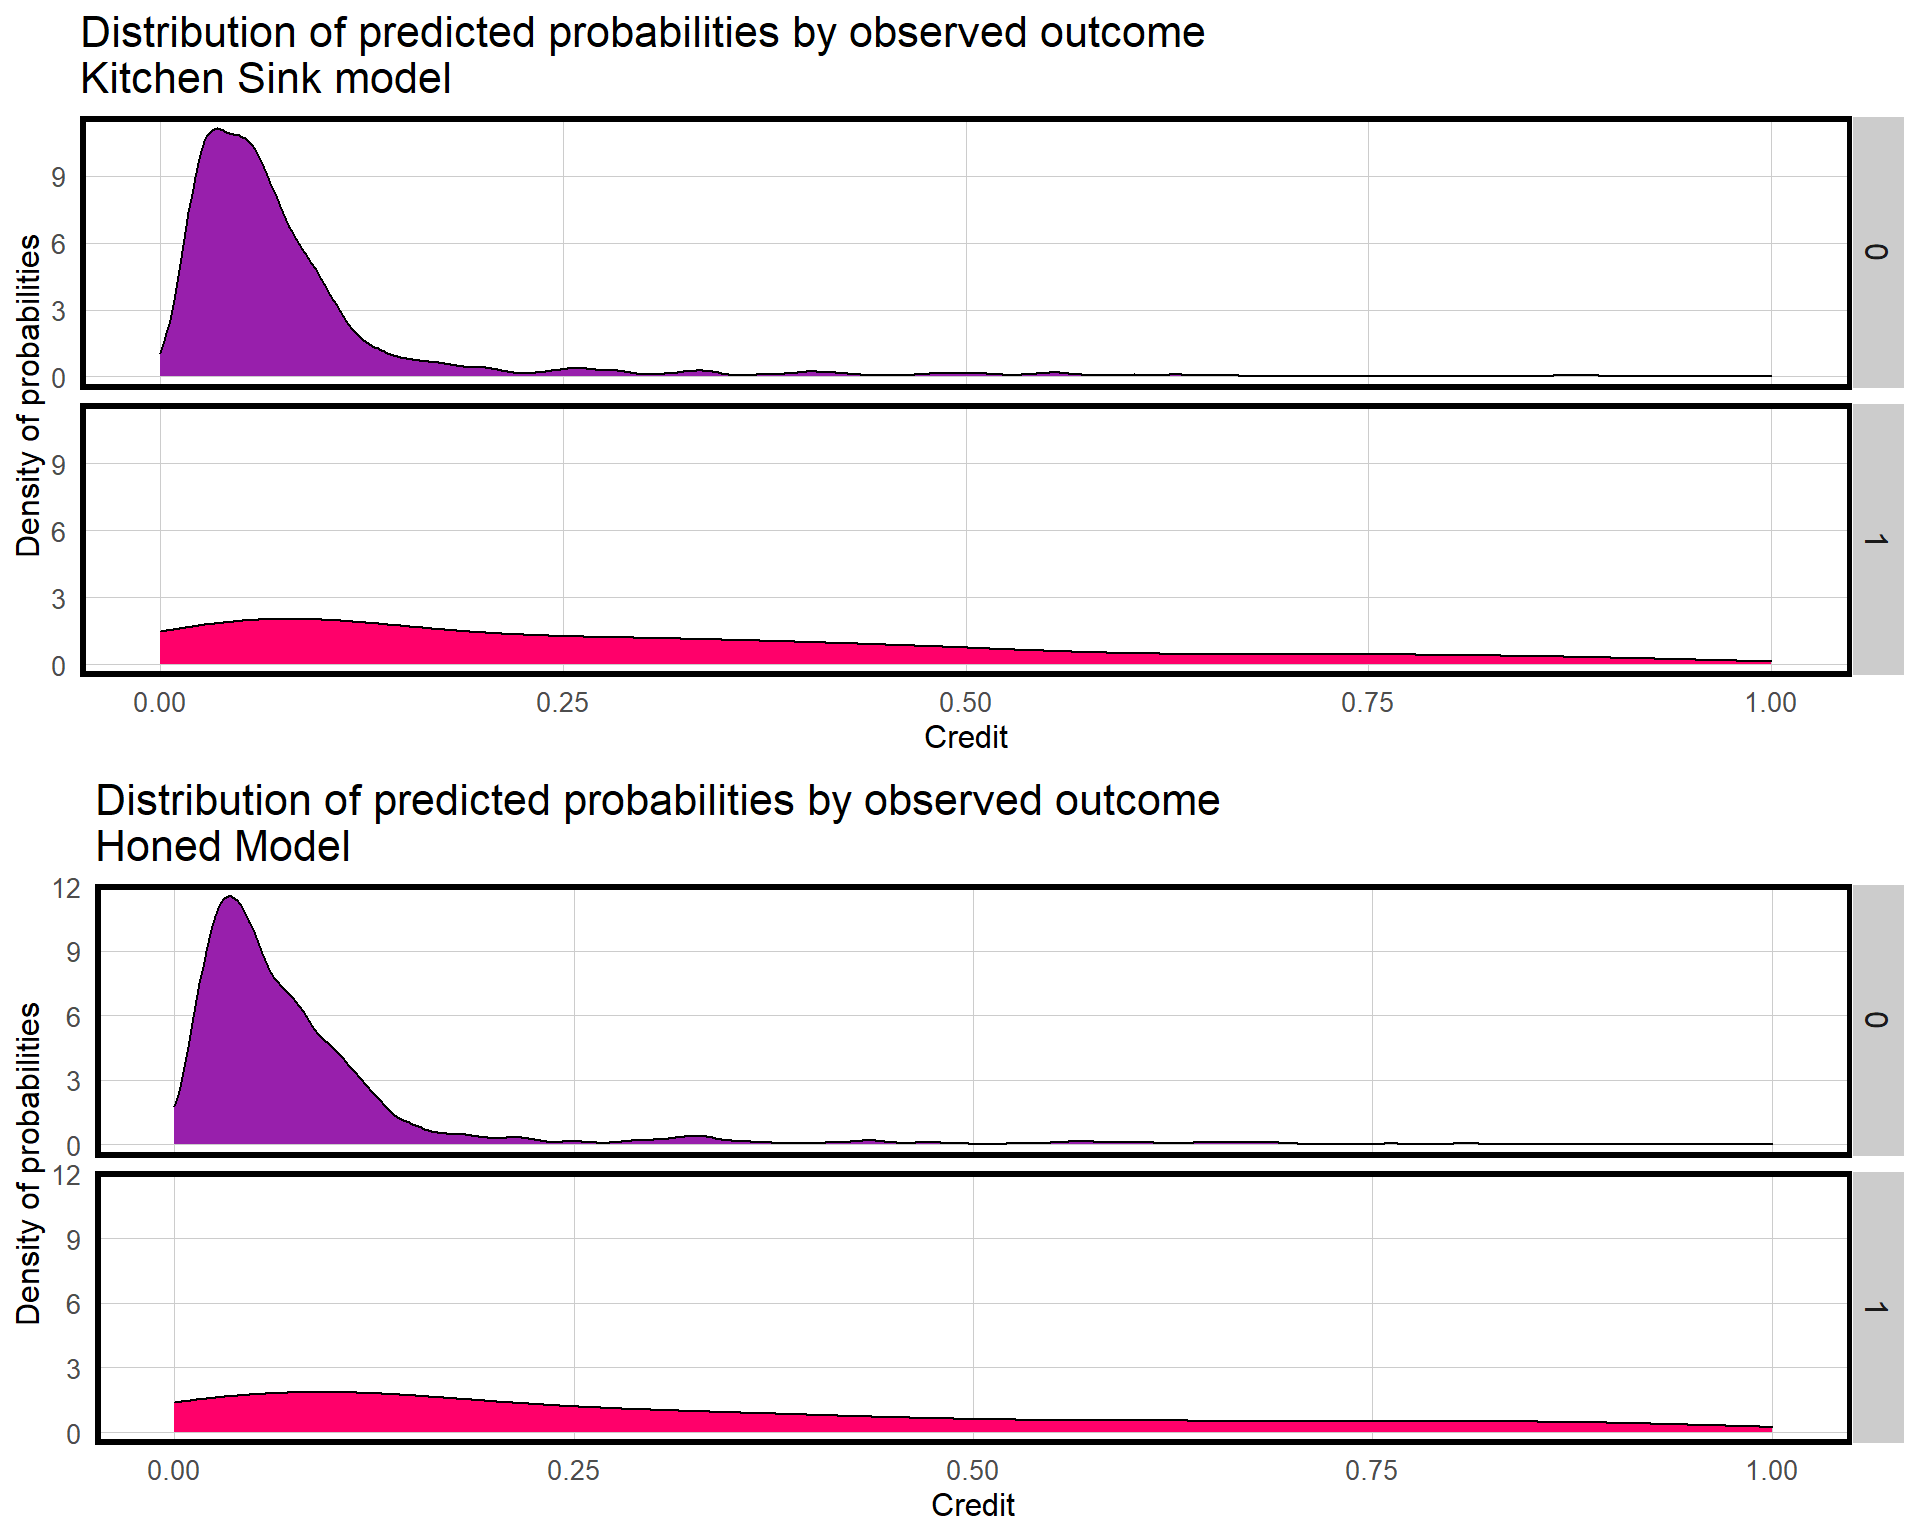 Distribution of predicted probabilities by observed outcome
Kitchen Sink model
Density of probabilities
9
6
3
0
0
9
6
3
0
1
0.00 0.25 0.50 0.75 1.00
Credit
Distribution of predicted probabilities by observed outcome
Honed Model
Density of probabilities
12
9
6
3
0
0
12
9
6
3
0
1
0.00 0.25 0.50 0.75 1.00
Credit